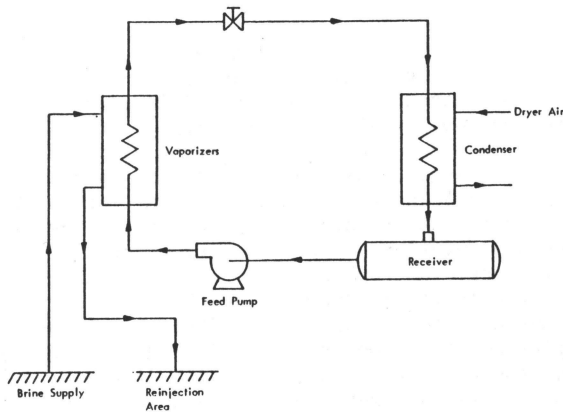 Dryer Air
Vaporizers
Condenser
Receiver
Feed Pump
Brine Supply
Reinjection
Area